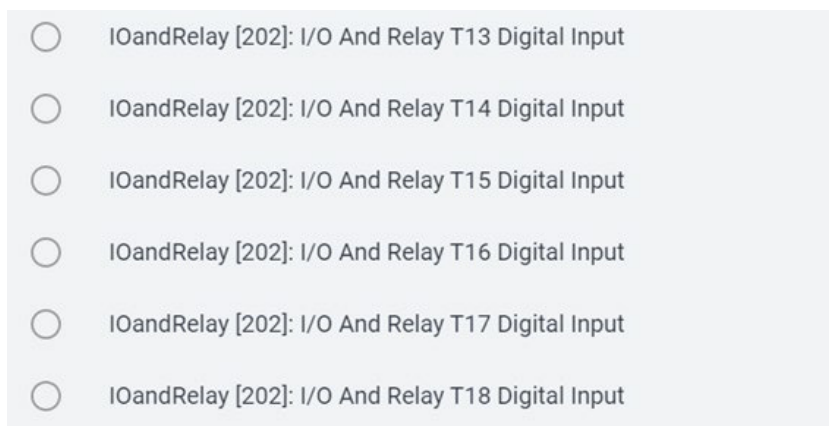 IOandRelay [202]: I/O And Relay T13 Digital Input
IOandRelay [202]: I/O And Relay T14 Digital Input
IOandRelay [202]: I/O And Relay T15 Digital Input
IOandRelay [202]: I/O And Relay T16 Digital Input
IOandRelay [202]: I/O And Relay T17 Digital Input
IOandRelay [202]: I/O And Relay T18 Digital Input